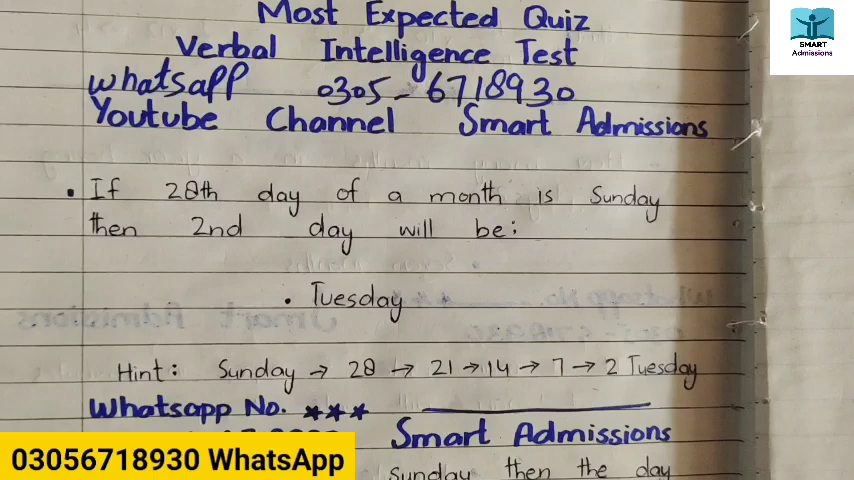 Most Expected Quiz
Verbal Intelligence Test
whatsapp 0305-6718930
Youtube Channel Smart Admissions
SMART
Admissions
• If 28th day of a month is Sunday
then 2nd day will be:
• Tuesday
Hint: Sunday → 28 → 21 → 14 → 7 → 2 Tuesday
Whatsapp No. ***
Smart Admissions
03056718930 WhatsApp
Sunday then the day